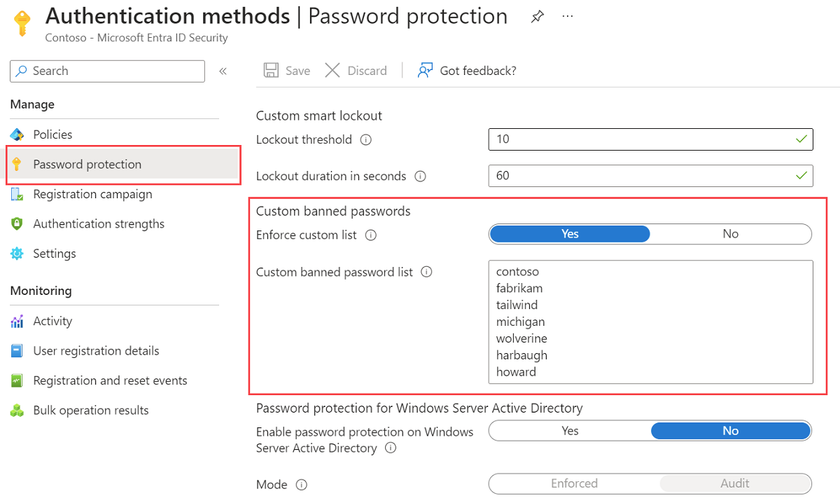 Authentication methods | Password protection
Contoso - Microsoft Entra ID Security
Search
Manage
Policies
Password protection
Registration campaign
Authentication strengths
Settings
Monitoring
Activity
User registration details
Registration and reset events
Bulk operation results
Save Discard Got feedback?
Custom smart lockout
Lockout threshold 10
Lockout duration in seconds 60
Custom banned passwords
Enforce custom list Yes No
Custom banned password list
contoso
fabrikam
tailwind
michigan
wolverine
harbaugh
howard
Password protection for Windows Server Active Directory
Enable password protection on Windows
Server Active Directory
Yes No
Mode Enforced Audit